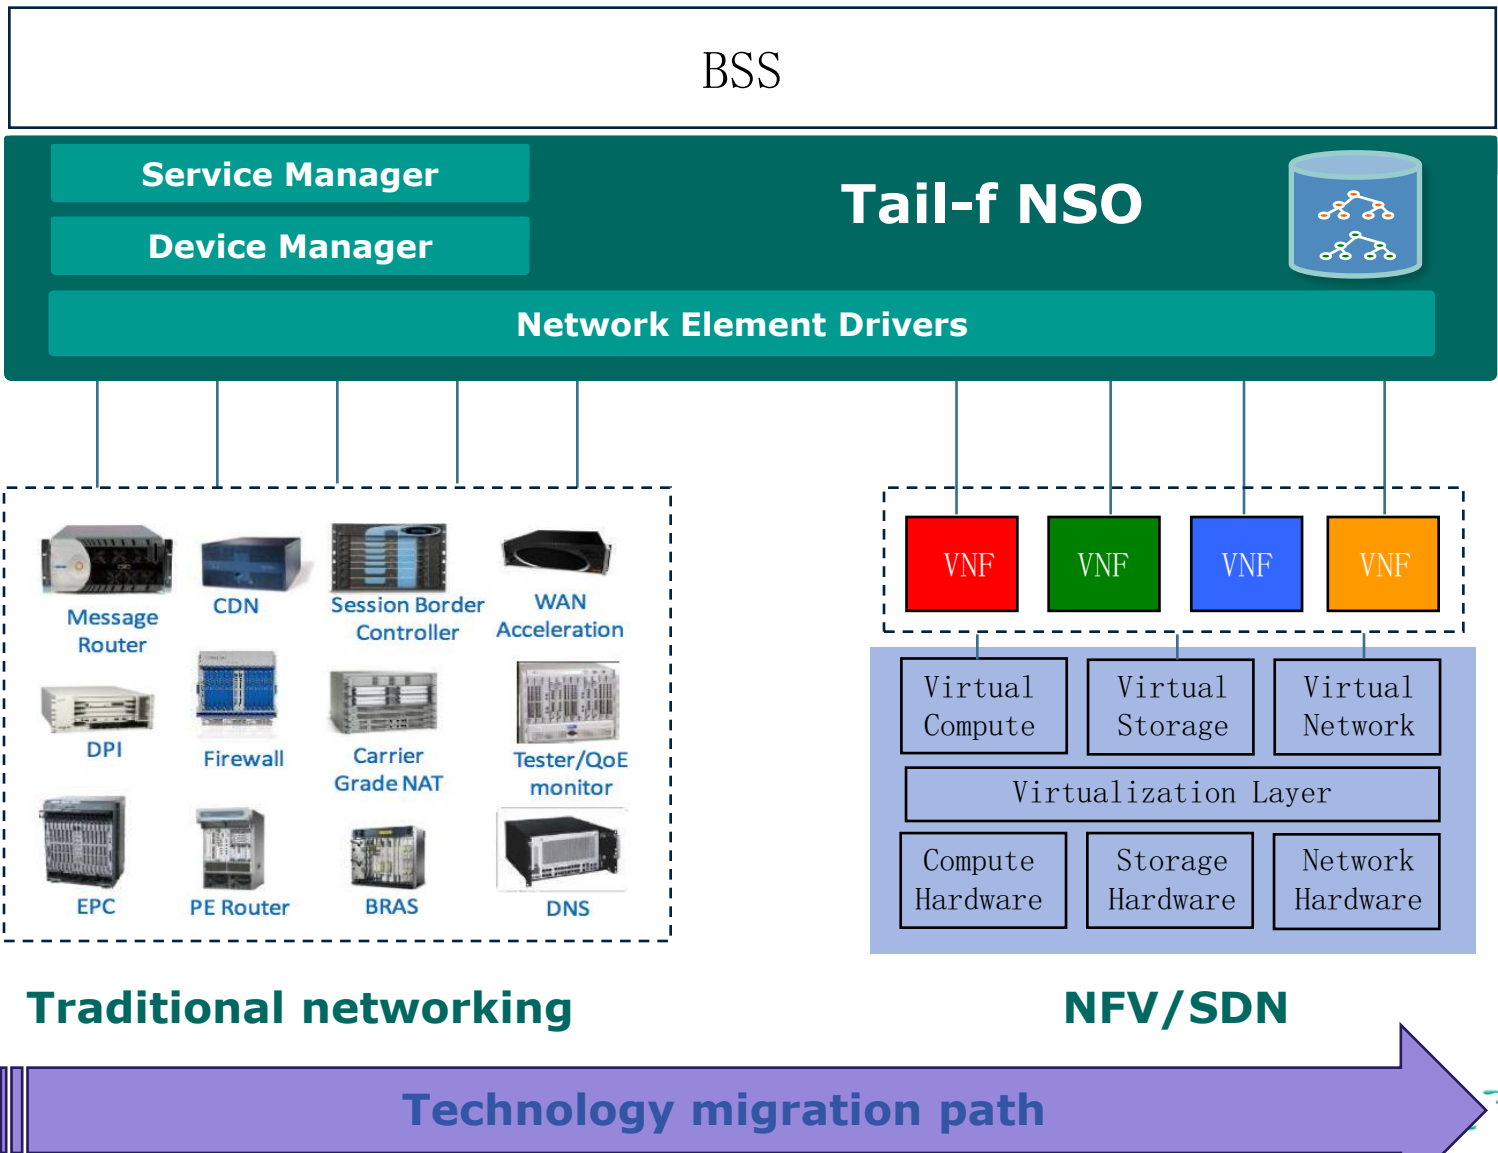 BSS
Service Manager
Tail-f NSO
Device Manager
Network Element Drivers
Message
Router
CDN
Session Border
Controller
WAN
Acceleration
DPI
Firewall
Carrier
Grade NAT
Tester/QoE
monitor
EPC
PE Router
BRAS
DNS
VNF
VNF
VNF
VNF
Virtual
Compute
Virtual
Storage
Virtual
Network
Virtualization Layer
Compute
Hardware
Storage
Hardware
Network
Hardware
Traditional networking
NFV/SDN
Technology migration path